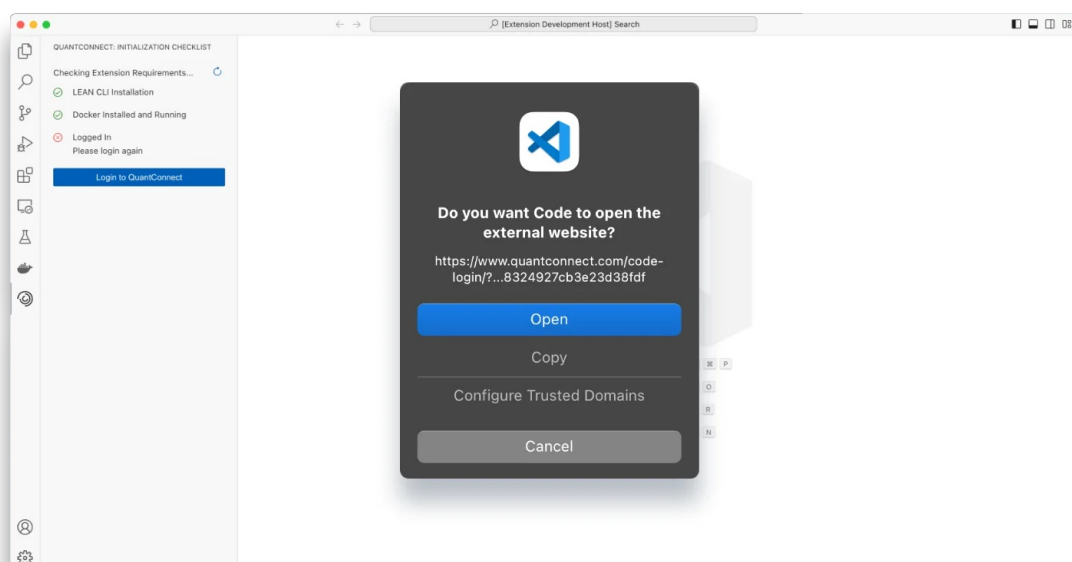 [Extension Development Host] Search
QUANTCONNECT: INITIALIZATION CHECKLIST
Checking Extension Requirements...
LEAN CLI Installation
Docker Installed and Running
Logged In
Please login again
Login to QuantConnect
Do you want Code to open the
external website?
https://www.quantconnect.com/code-
login/?...8324927cb3e23d38fdf
Open
Copy
Configure Trusted Domains
Cancel
⌘ P
O
R
N